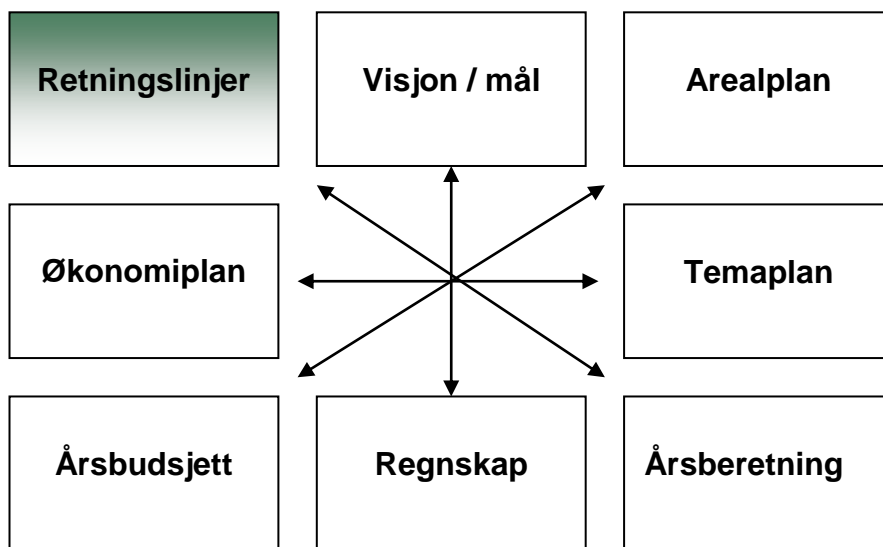 Retningslinjer
Visjon / mål
Arealplan
Økonomiplan
Temaplan
Årsbudsjett
Regnskap
Årsberetning